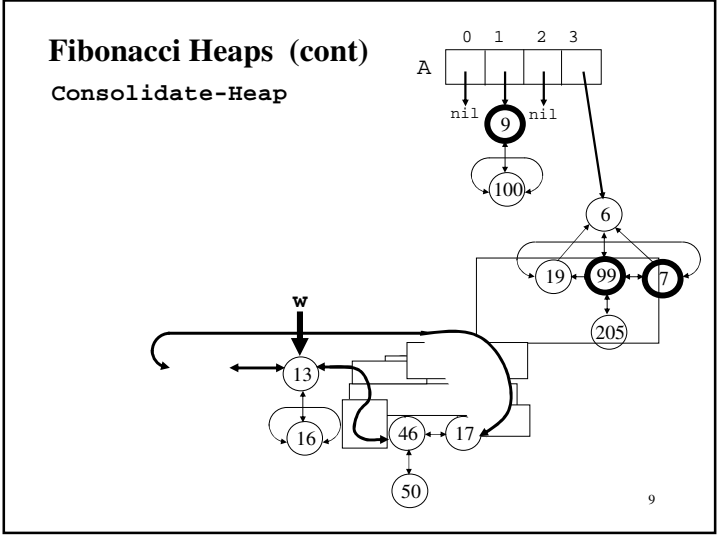 Fibonacci Heaps (cont)
Consolidate-Heap
0 1 2 3
A
nil 9 nil
100
6
19 99 7
205
w
13
16 46 17
50
9